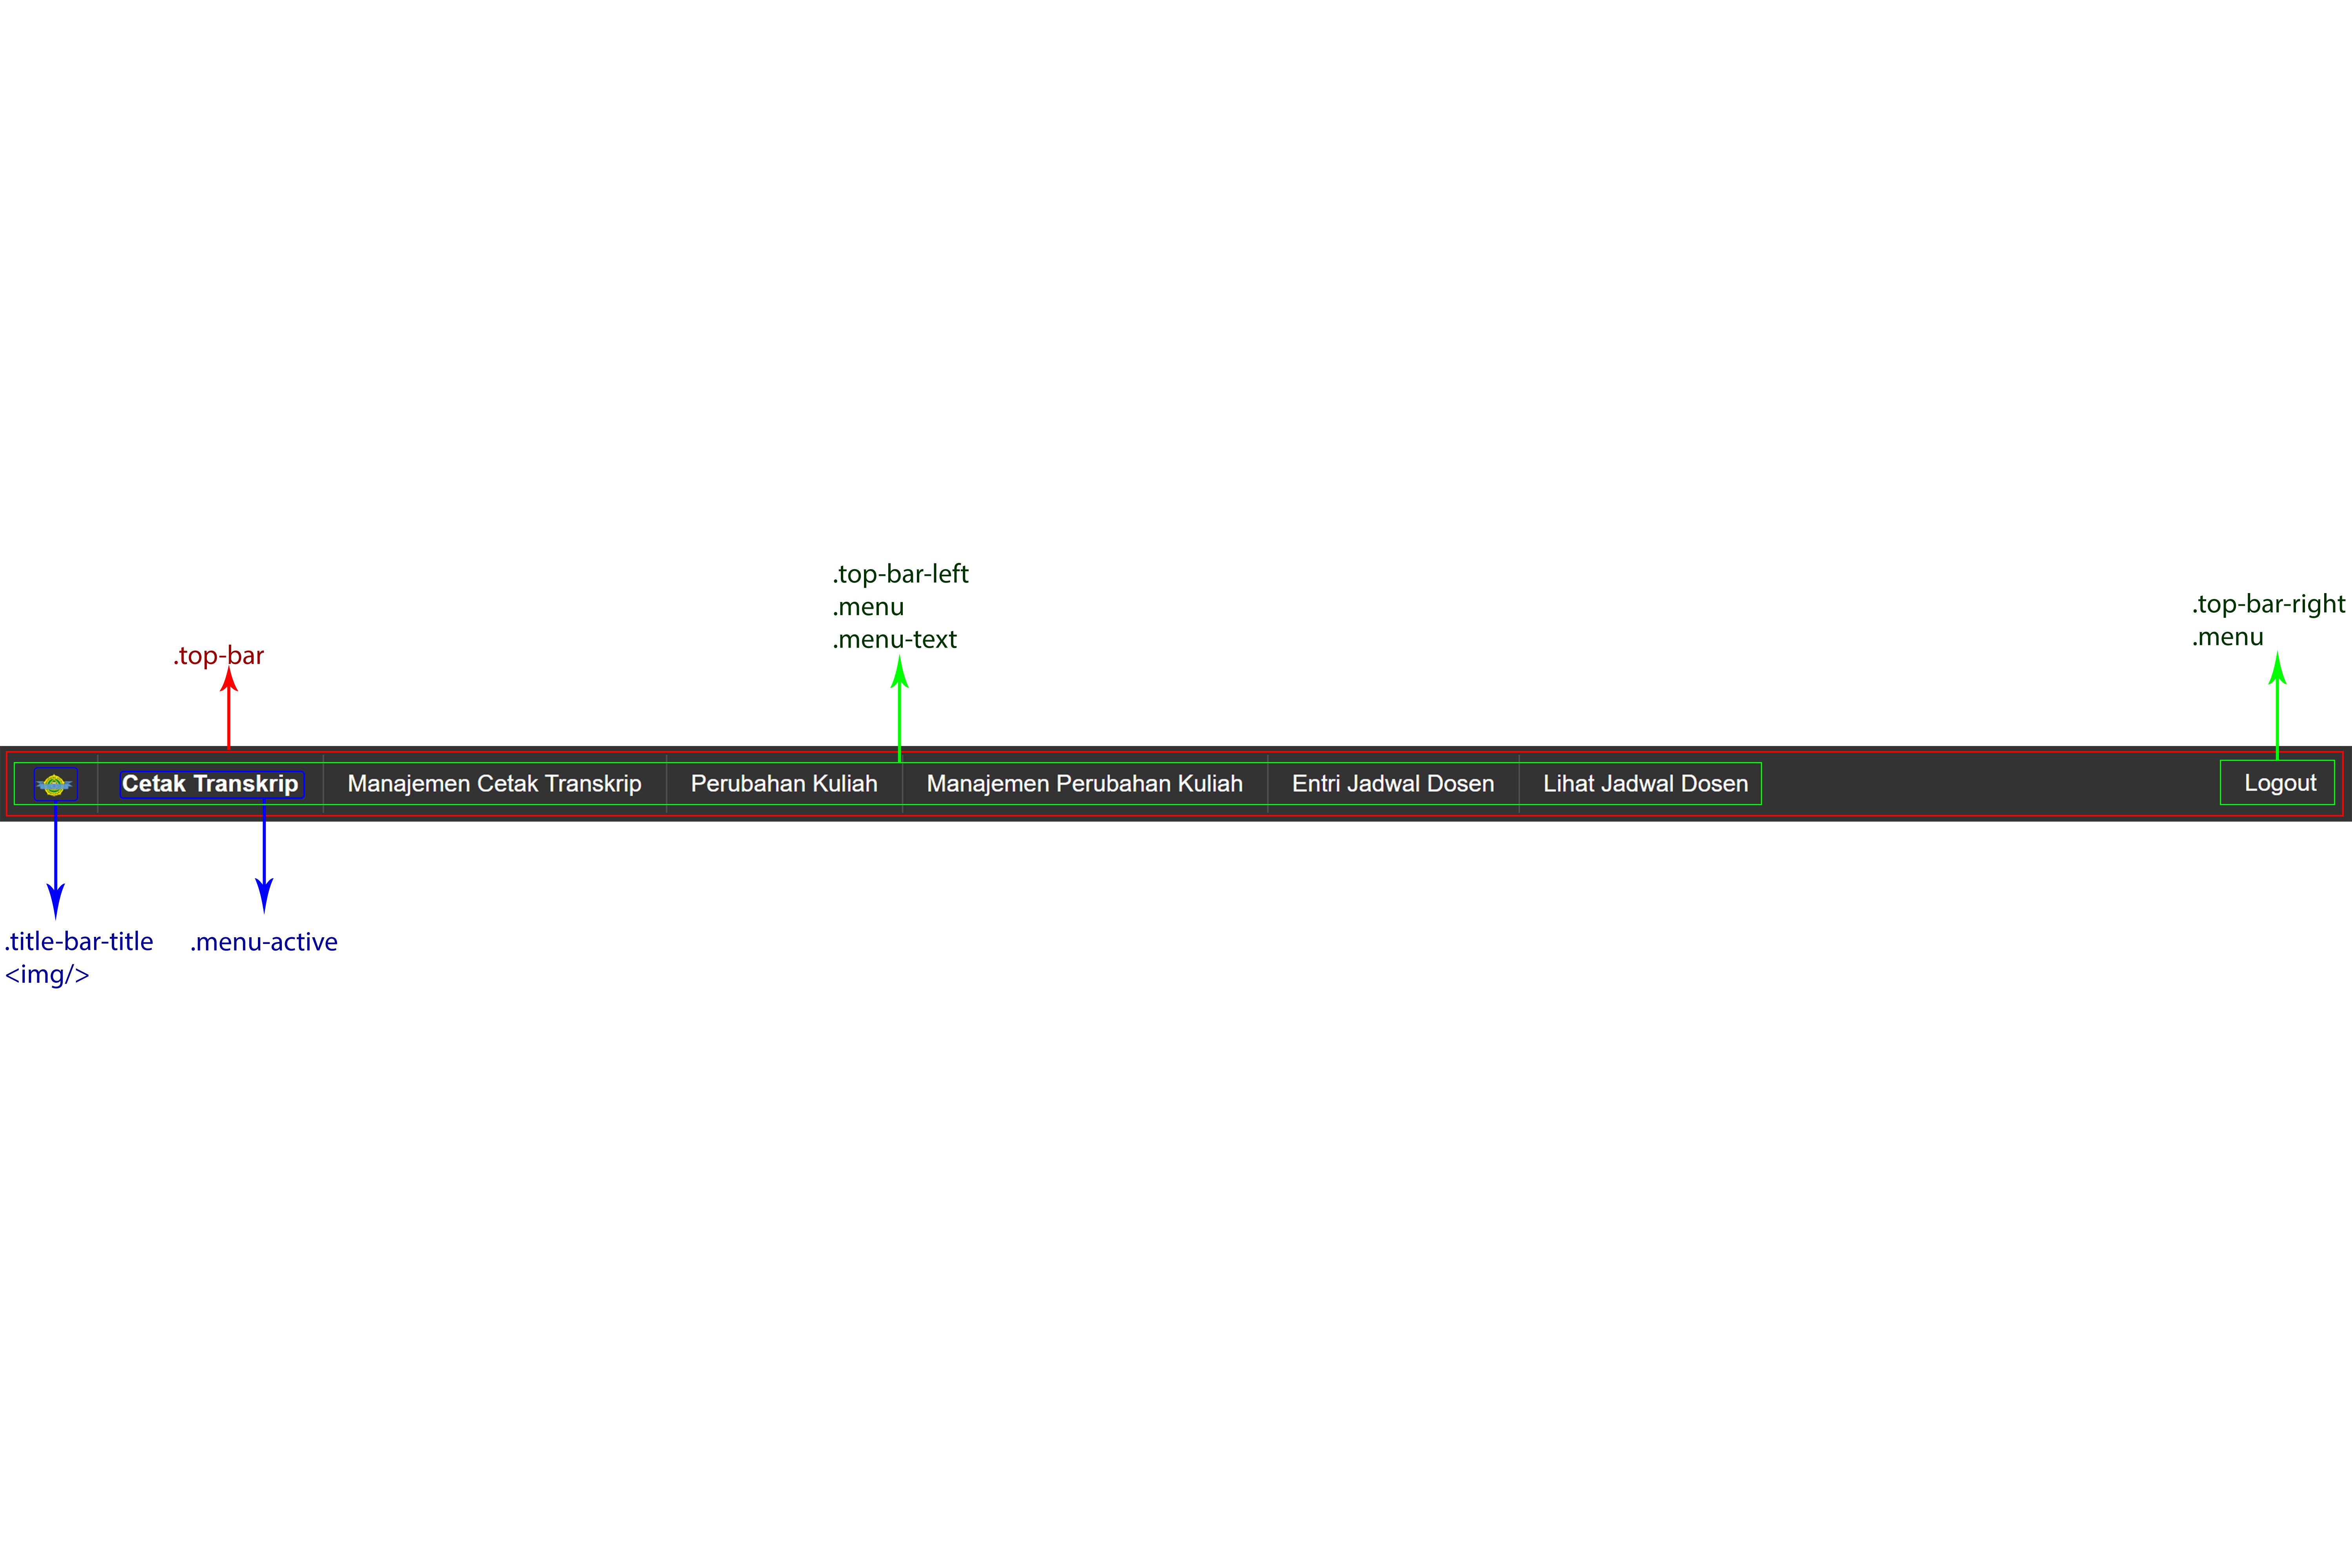 .top-bar-left
.menu
.menu-text
.top-bar-right
.menu
.top-bar
Cetak Transkrip Manajemen Cetak Transkrip Perubahan Kuliah Manajemen Perubahan Kuliah Entri Jadwal Dosen Lihat Jadwal Dosen Logout
.title-bar-title
<img/>
.menu-active